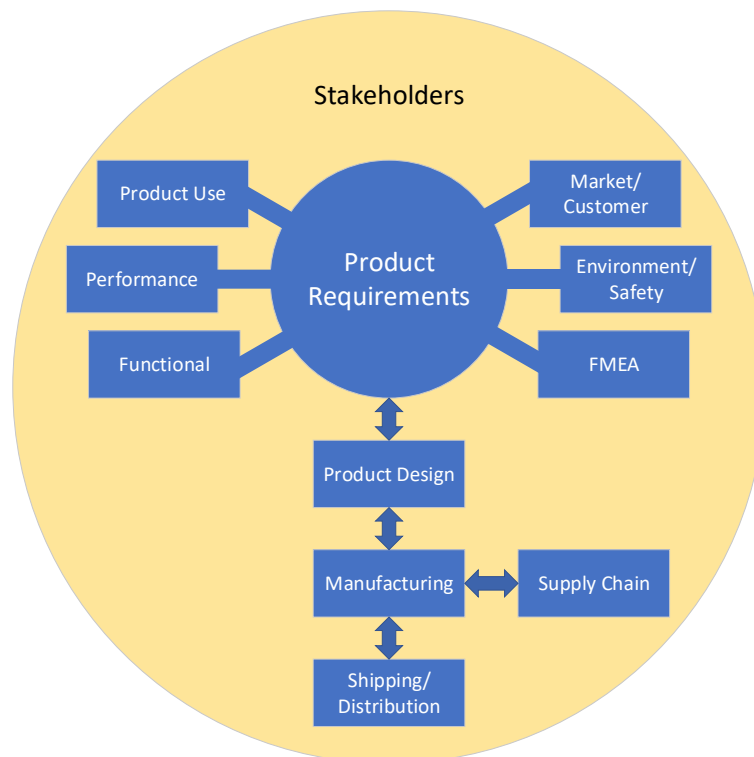 Stakeholders
Product Use
Market/
Customer
Performance
Product
Requirements
Environment/
Safety
Functional
FMEA
Product Design
Manufacturing
Supply Chain
Shipping/
Distribution